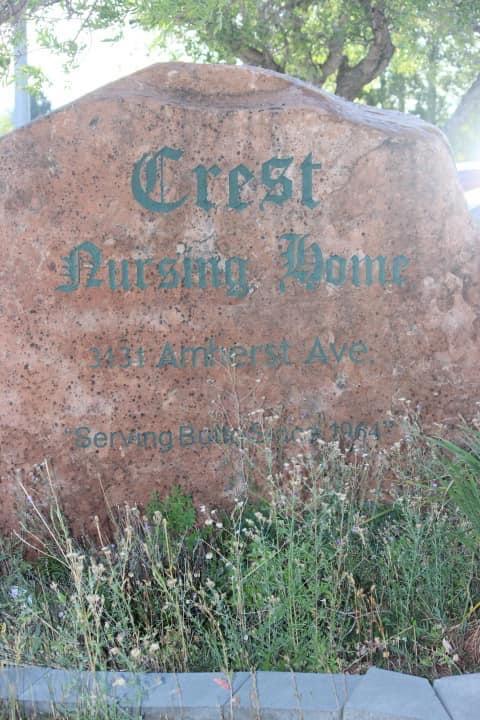 Crest
Nursing Home
3131 Amherst Ave.
"Serving Butte Since 1964"